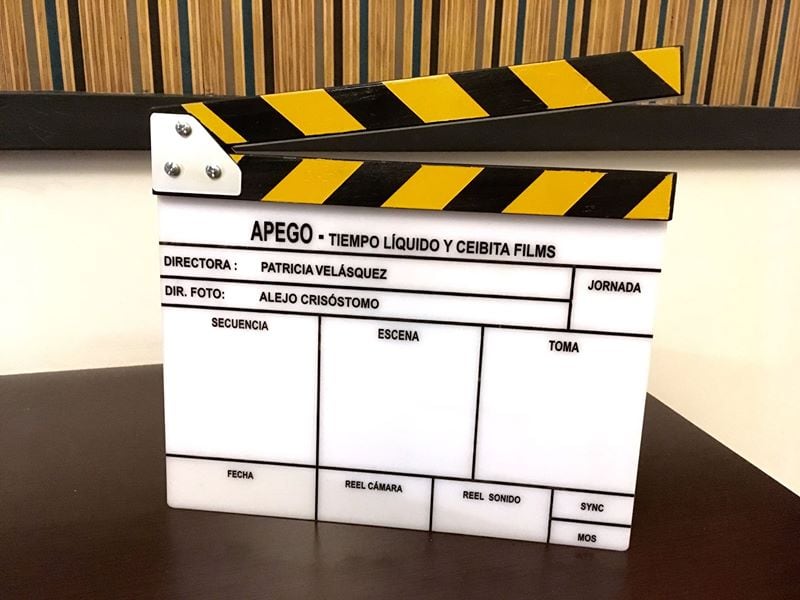 APEGO - TIEMPO LÍQUIDO Y CEIBITA FILMS
DIRECTORA : PATRICIA VELÁSQUEZ
JORNADA
DIR. FOTO: ALEJO CRISÓSTOMO
SECUENCIA ESCENA TOMA
FECHA REEL CÁMARA REEL SONIDO SYNC
MOS